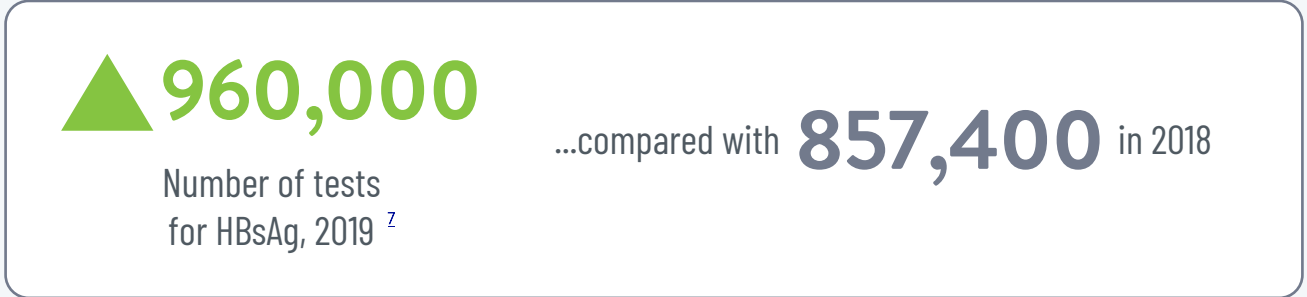 960,000
Number of tests
for HBsAg, 2019 7
...compared with 857,400 in 2018